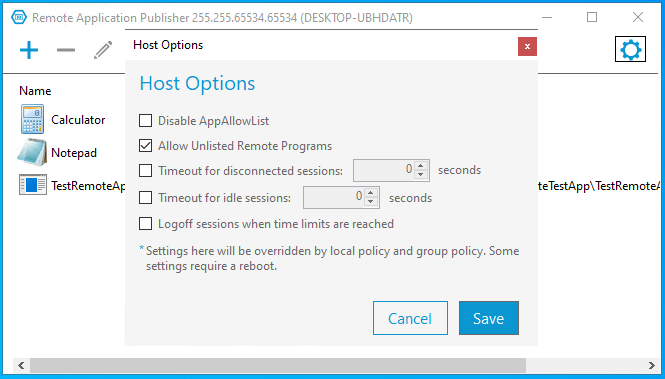 Remote Application Publisher 255.255.65534.65534 (DESKTOP-UBHDATR)
Host Options
x
Host Options
Name
Disable AppAllowList
Calculator
Allow Unlisted Remote Programs
Notepad
Timeout for disconnected sessions: 0 seconds
TestRemoteAp
teTestApp\TestRemoteA
Timeout for idle sessions: 0 seconds
Logoff sessions when time limits are reached
*Settings here will be overridden by local policy and group policy. Some
settings require a reboot.
Cancel
Save